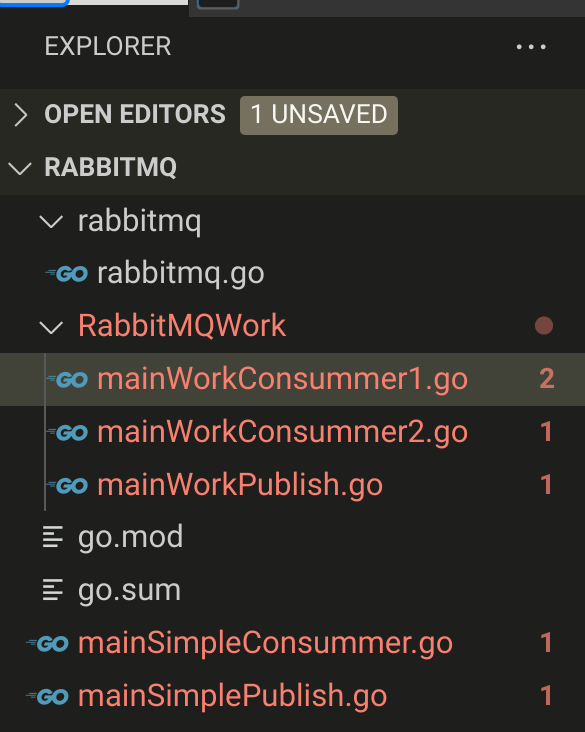 EXPLORER
OPEN EDITORS 1 UNSAVED
RABBITMQ
rabbitmq
GO rabbitmq.go
RabbitMQWork
GO mainWorkConsummer1.go 2
GO mainWorkConsummer2.go 1
GO mainWorkPublish.go 1
go.mod
go.sum
GO mainSimpleConsummer.go 1
GO mainSimplePublish.go 1